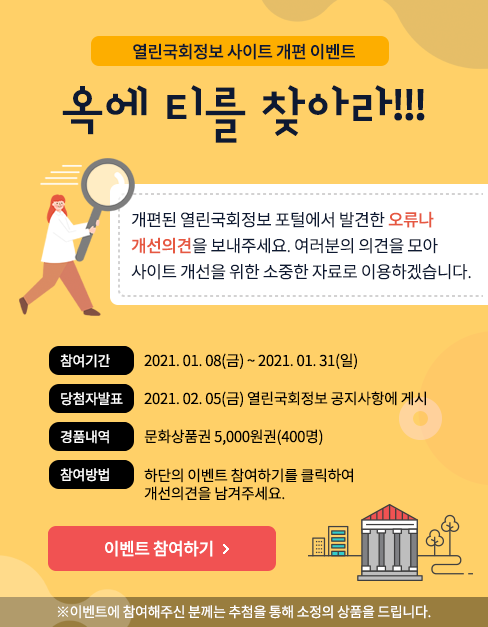 열린국회정보 사이트 개편 이벤트
옥에 티를 찾아라!!!
개편된 열린국회정보 포털에서 발견한 오류나
개선의견을 보내주세요. 여러분의 의견을 모아
사이트 개선을 위한 소중한 자료로 이용하겠습니다.
참여기간 2021. 01. 08(금) ~ 2021. 01. 31(일)
당첨자발표 2021. 02. 05(금) 열린국회정보 공지사항에 게시
경품내역 문화상품권 5,000원권(400명)
참여방법 하단의 이벤트 참여하기를 클릭하여
개선의견을 남겨주세요.
이벤트 참여하기 >
※이벤트에 참여해주신 분께는 추첨을 통해 소정의 상품을 드립니다.